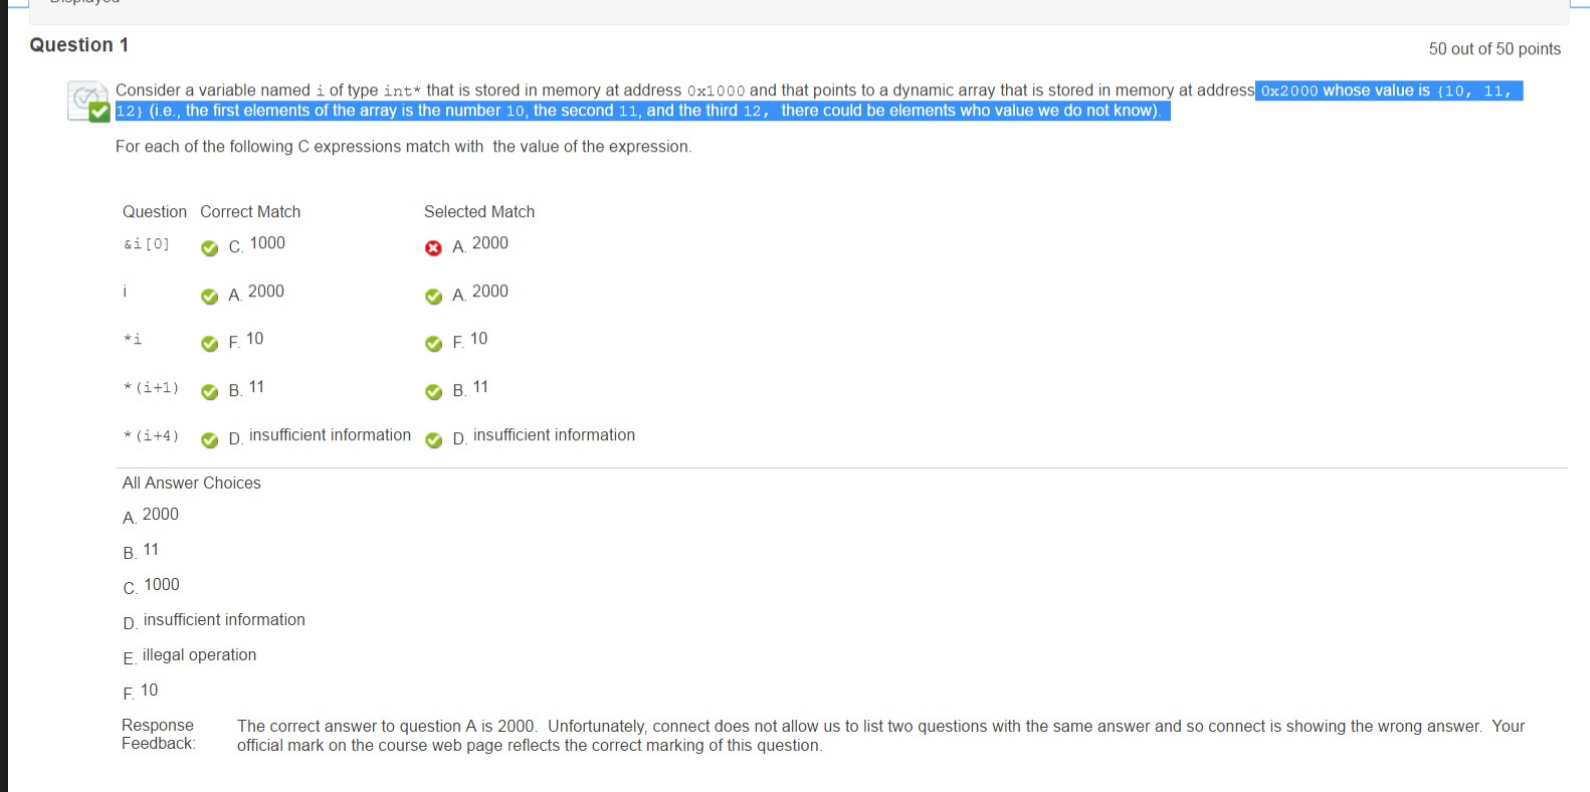 Displayed
Question 1
50 out of 50 points
Consider a variable named i of type int* that is stored in memory at address 0x1000 and that points to a dynamic array that is stored in memory at address 0x2000 whose value is {10, 11,
12} (i.e., the first elements of the array is the number 10, the second 11, and the third 12, there could be elements who value we do not know).
For each of the following C expressions match with the value of the expression.
Question Correct Match Selected Match
&i[0] C. 1000 A. 2000
i A. 2000 A. 2000
*i F. 10 F. 10
*(i+1) B. 11 B. 11
*(i+4) D. insufficient information D. insufficient information
All Answer Choices
A. 2000
B. 11
C. 1000
D. insufficient information
E. illegal operation
F. 10
Response The correct answer to question A is 2000. Unfortunately, connect does not allow us to list two questions with the same answer and so connect is showing the wrong answer. Your
Feedback: official mark on the course web page reflects the correct marking of this question.